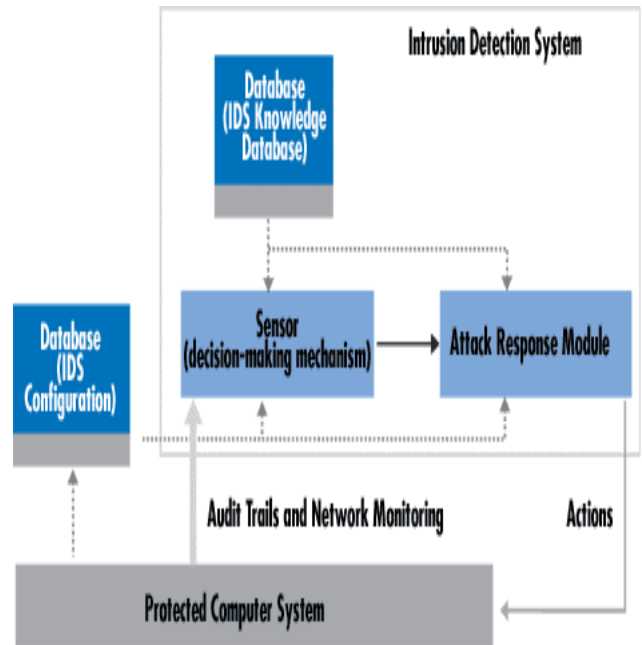 Intrusion Detection System
Database
(IDS Knowledge
Database)
Sensor
(decision-making mechanism)
Attack Response Module
Database
(IDS
Configuration)
Audit Trails and Network Monitoring
Actions
Protected Computer System